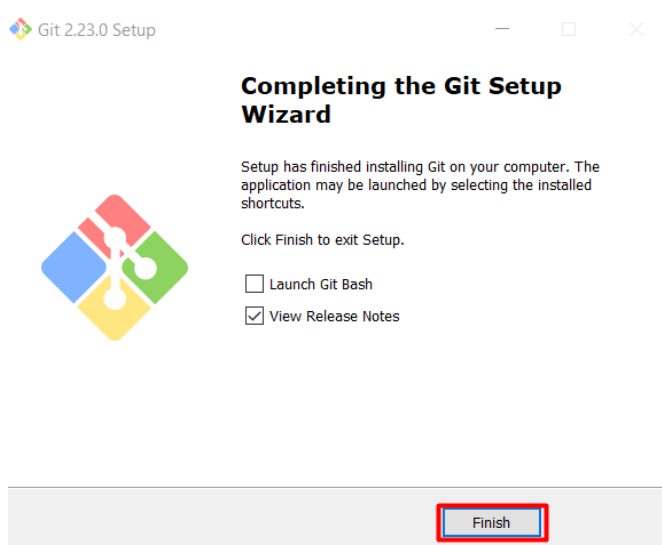 Git 2.23.0 Setup
Completing the Git Setup
Wizard
Setup has finished installing Git on your computer. The
application may be launched by selecting the installed
shortcuts.
Click Finish to exit Setup.
Launch Git Bash
View Release Notes
Finish